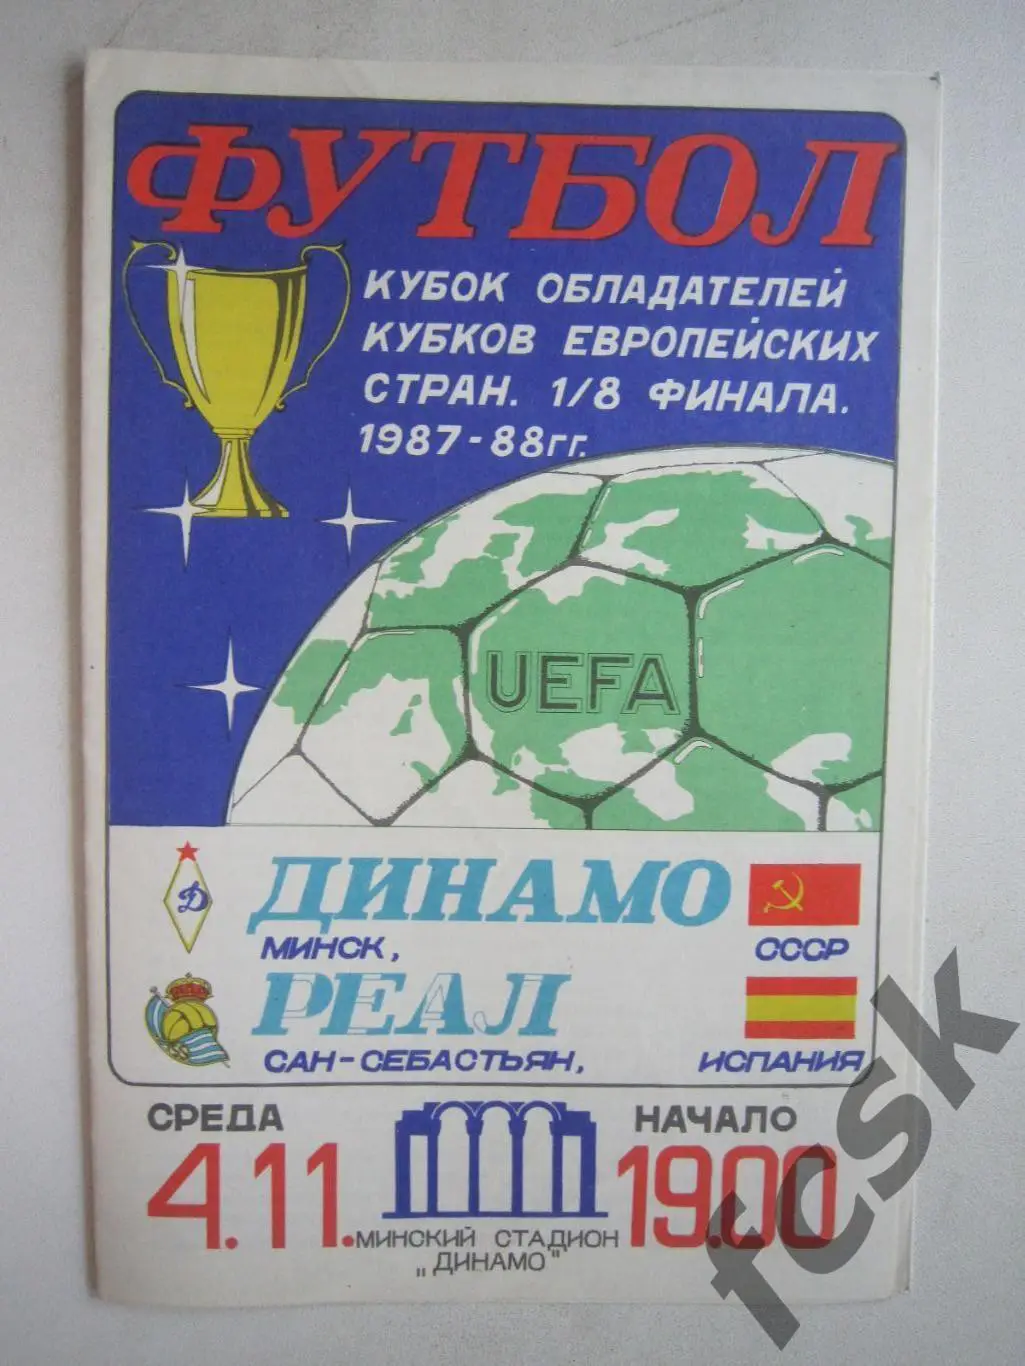 ФУТБОЛ
КУБОК ОБЛАДАТЕЛЕЙ
КУБКОВ ЕВРОПЕЙСКИХ
СТРАН. 1/8 ФИНАЛА.
1987-88гг.
UEFA
Д
ДИНАМО
МИНСК, СССР
РЕАЛ
САН-СЕБАСТЬЯН, ИСПАНИЯ
СРЕДА НАЧАЛО
4.11. 19.00
МИНСКИЙ СТАДИОН
„ДИНАМО"
fcsk